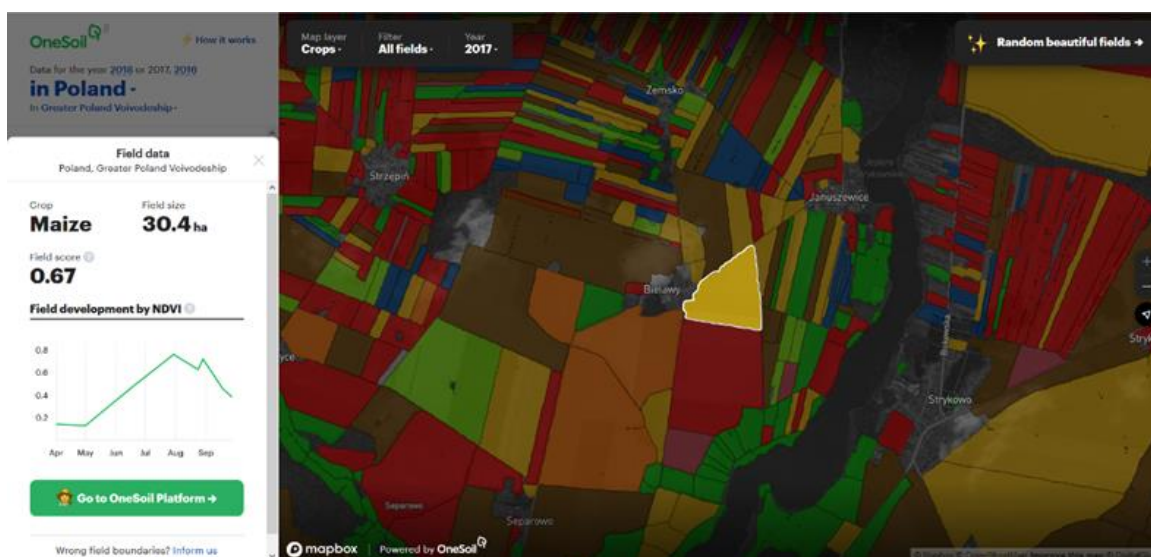 OneSoil
⚡ How it works
Data for the year 2018 or 2017, 2016
in Poland
In Greater Poland Voivodeship
Field data
Poland, Greater Poland Voivodeship
Crop
Maize
Field size
30.4 ha
Field score
0.67
Field development by NDVI
0.8
0.6
0.4
0.2
Apr May Jun Jul Aug Sep
Go to OneSoil Platform →
Wrong field boundaries? Inform us
Map layer
Crops
Filter
All fields
Year
2017
Random beautiful fields →
Żemsko
Strzępiń
Januszewice
Strykowo
Separowo
Separowo
mapbox
Powered by OneSoil